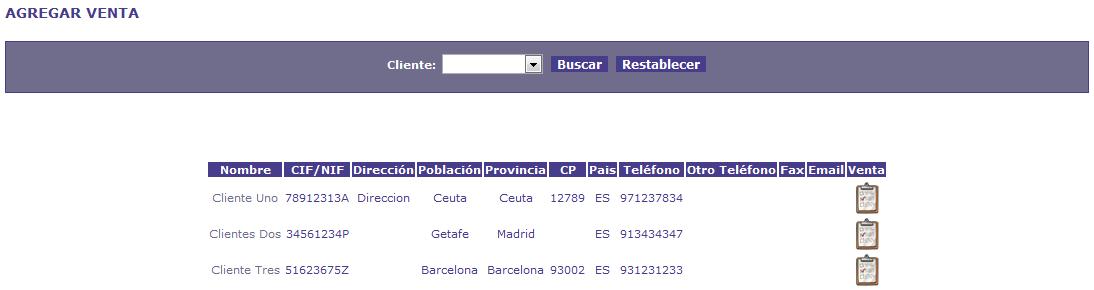 AGREGAR VENTA
Cliente: Buscar Restablecer
Nombre CIF/NIF Dirección Población Provincia CP Pais Teléfono Otro Teléfono Fax Email Venta
Cliente Uno 78912313A Direccion Ceuta Ceuta 12789 ES 971237834
Clientes Dos 34561234P Getafe Madrid ES 913434347
Cliente Tres 51623675Z Barcelona Barcelona 93002 ES 931231233